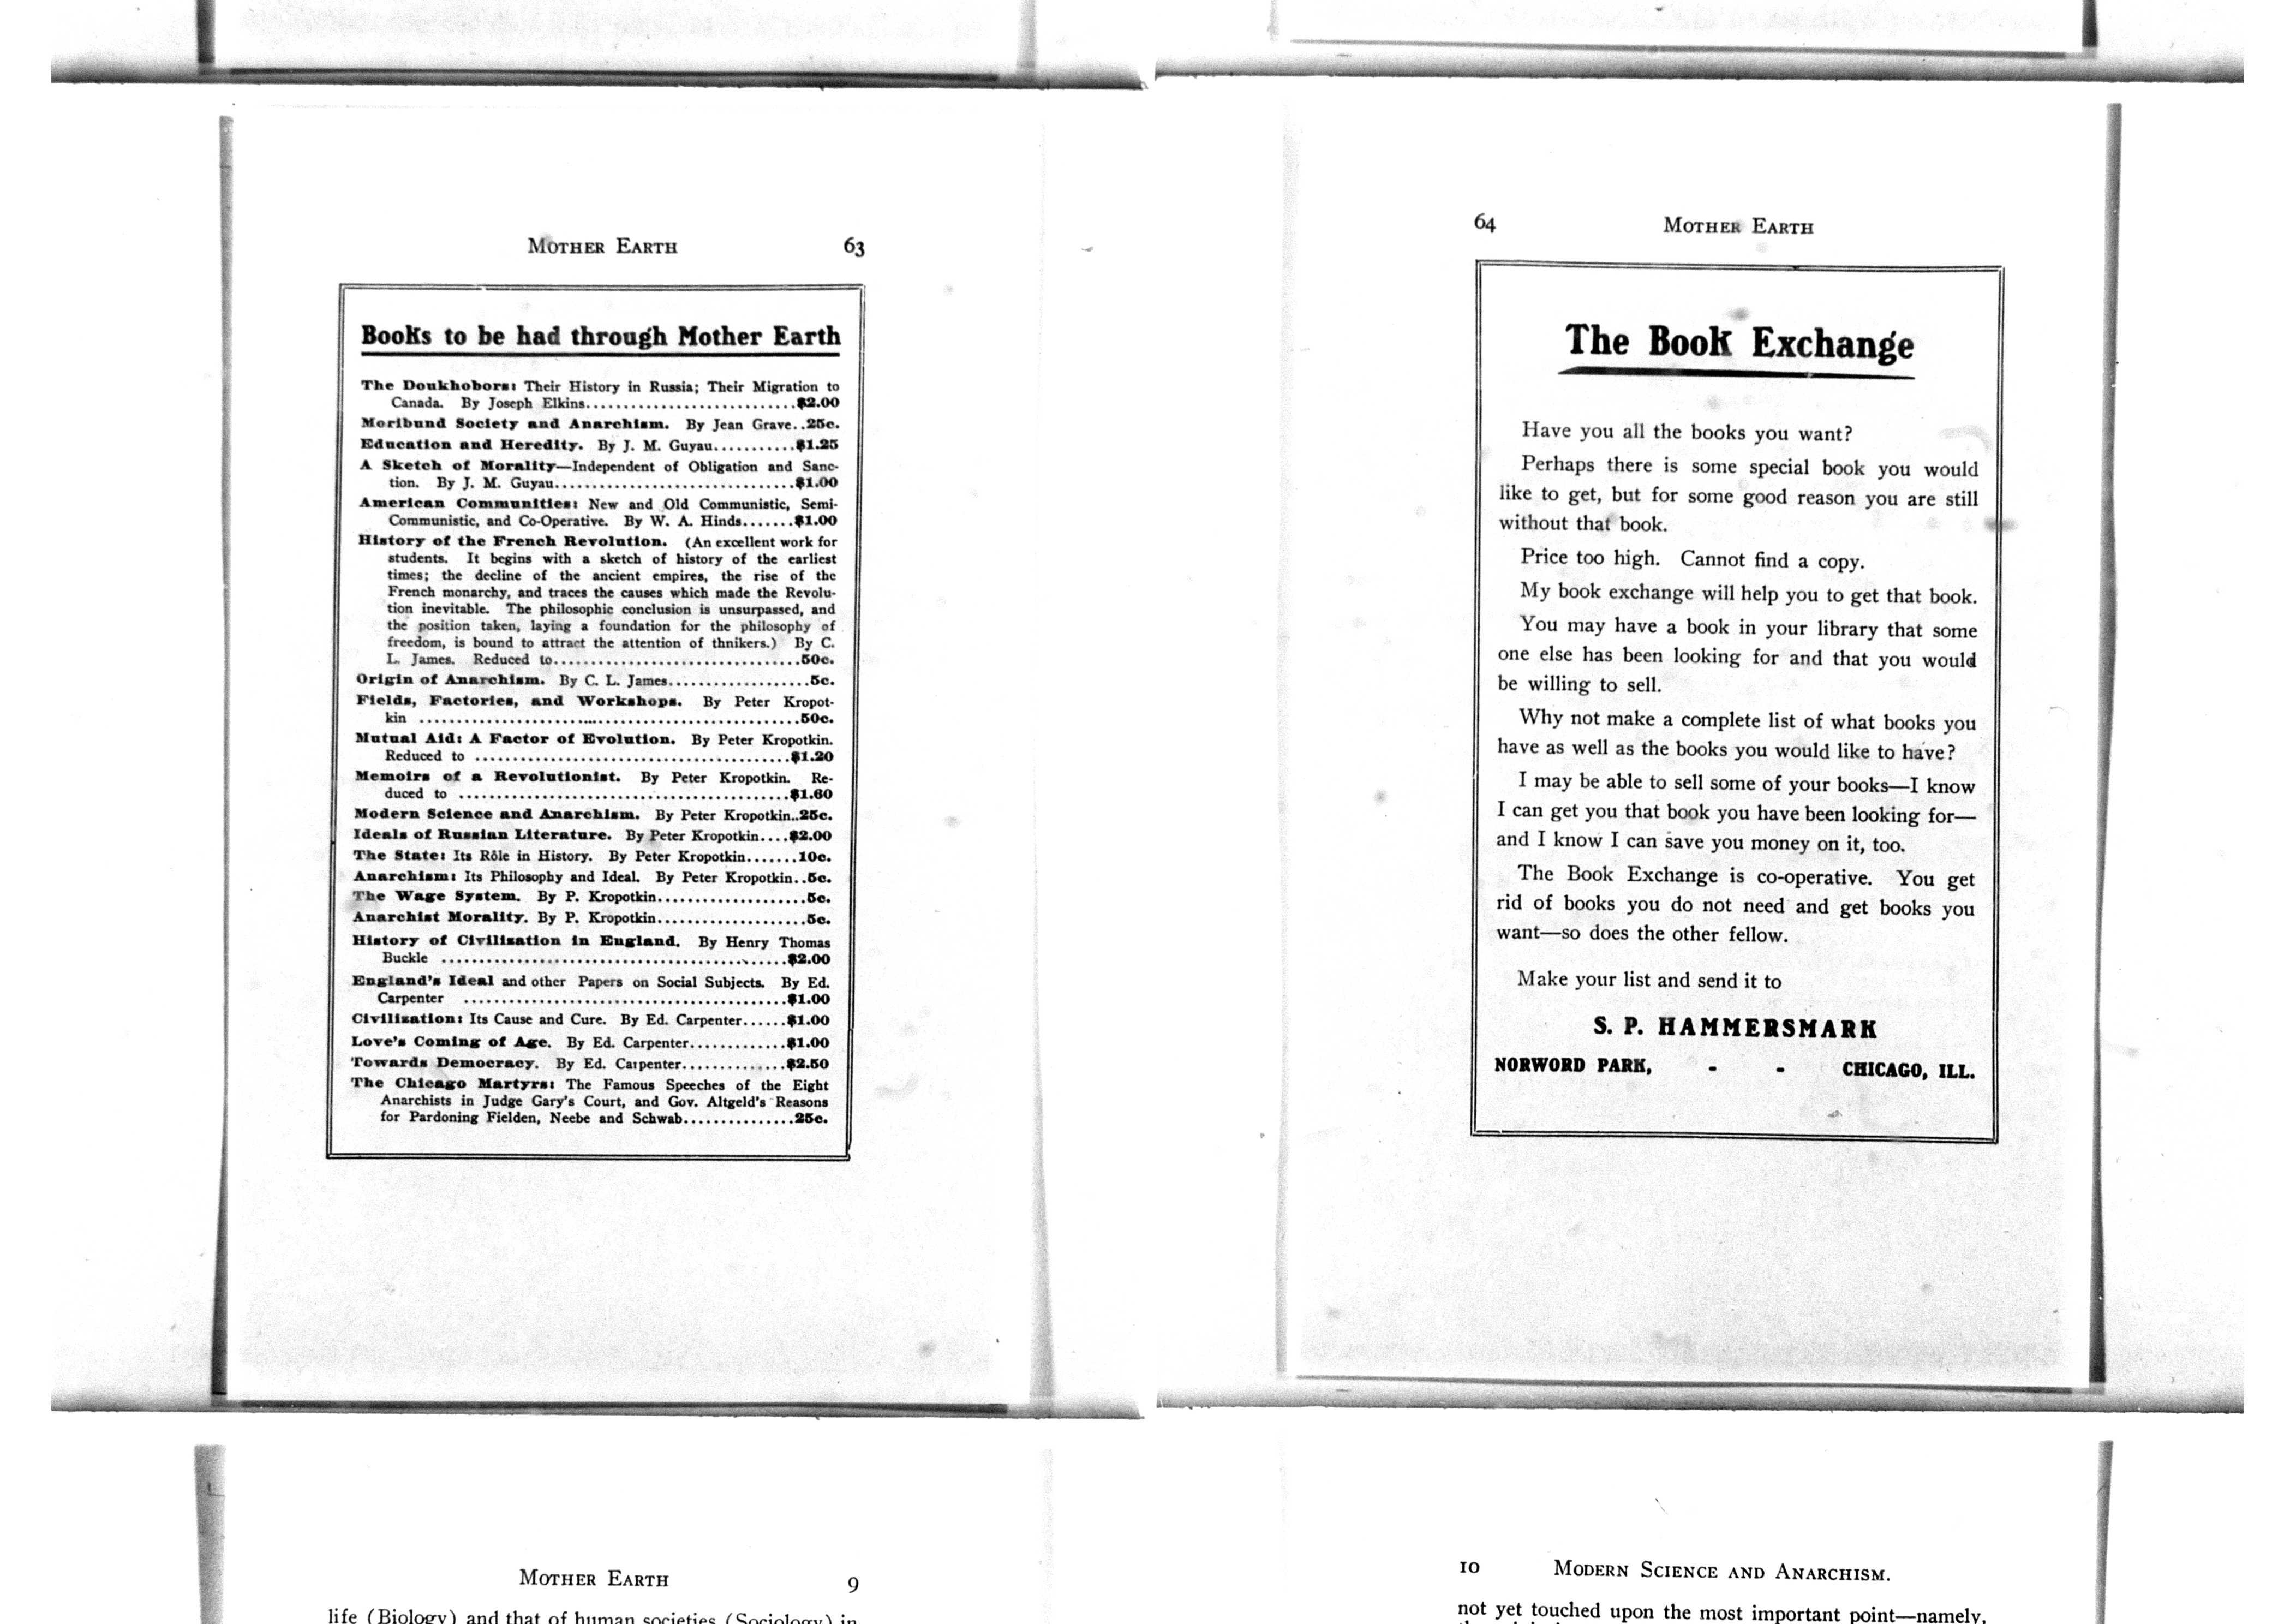 MOTHER EARTH 63
Books to be had through Mother Earth
The Doukhobors: Their History in Russia; Their Migration to
Canada. By Joseph Elkins..........................$2.00
Moribund Society and Anarchism. By Jean Grave..25c.
Education and Heredity. By J. M. Guyau..........$1.25
A Sketch of Morality—Independent of Obligation and Sanc-
tion. By J. M. Guyau..............................$1.00
American Communities: New and Old Communistic, Semi-
Communistic, and Co-Operative. By W. A. Hinds.......$1.00
History of the French Revolution. (An excellent work for
students. It begins with a sketch of history of the earliest
times; the decline of the ancient empires, the rise of the
French monarchy, and traces the causes which made the Revolu-
tion inevitable. The philosophic conclusion is unsurpassed, and
the position taken, laying a foundation for the philosophy of
freedom, is bound to attract the attention of thnikers.) By C.
L. James. Reduced to...............................50c.
Origin of Anarchism. By C. L. James..................5c.
Fields, Factories, and Workshops. By Peter Kropot-
kin ................................................50c.
Mutual Aid: A Factor of Evolution. By Peter Kropotkin.
Reduced to .......................................$1.20
Memoirs of a Revolutionist. By Peter Kropotkin. Re-
duced to .........................................$1.60
Modern Science and Anarchism. By Peter Kropotkin..25c.
Ideals of Russian Literature. By Peter Kropotkin....$2.00
The State: Its Rôle in History. By Peter Kropotkin.......10c.
Anarchism: Its Philosophy and Ideal. By Peter Kropotkin..5c.
The Wage System. By P. Kropotkin...................5c.
Anarchist Morality. By P. Kropotkin...................5c.
History of Civilization in England. By Henry Thomas
Buckle ...........................................$2.00
England's Ideal and other Papers on Social Subjects. By Ed.
Carpenter ........................................$1.00
Civilization: Its Cause and Cure. By Ed. Carpenter......$1.00
Love's Coming of Age. By Ed. Carpenter............$1.00
Towards Democracy. By Ed. Carpenter.............$2.50
The Chicago Martyrs: The Famous Speeches of the Eight
Anarchists in Judge Gary's Court, and Gov. Altgeld's Reasons
for Pardoning Fielden, Neebe and Schwab...............25c.
64 MOTHER EARTH
The Book Exchange
Have you all the books you want?
Perhaps there is some special book you would
like to get, but for some good reason you are still
without that book.
Price too high. Cannot find a copy.
My book exchange will help you to get that book.
You may have a book in your library that some
one else has been looking for and that you would
be willing to sell.
Why not make a complete list of what books you
have as well as the books you would like to have?
I may be able to sell some of your books—I know
I can get you that book you have been looking for—
and I know I can save you money on it, too.
The Book Exchange is co-operative. You get
rid of books you do not need and get books you
want—so does the other fellow.
Make your list and send it to
S. P. HAMMERSMARK
NORWORD PARK, - - CHICAGO, ILL.
MOTHER EARTH 9
life (Biology) and that of human societies (Sociology) in
10 MODERN SCIENCE AND ANARCHISM.
not yet touched upon the most important point—namely,